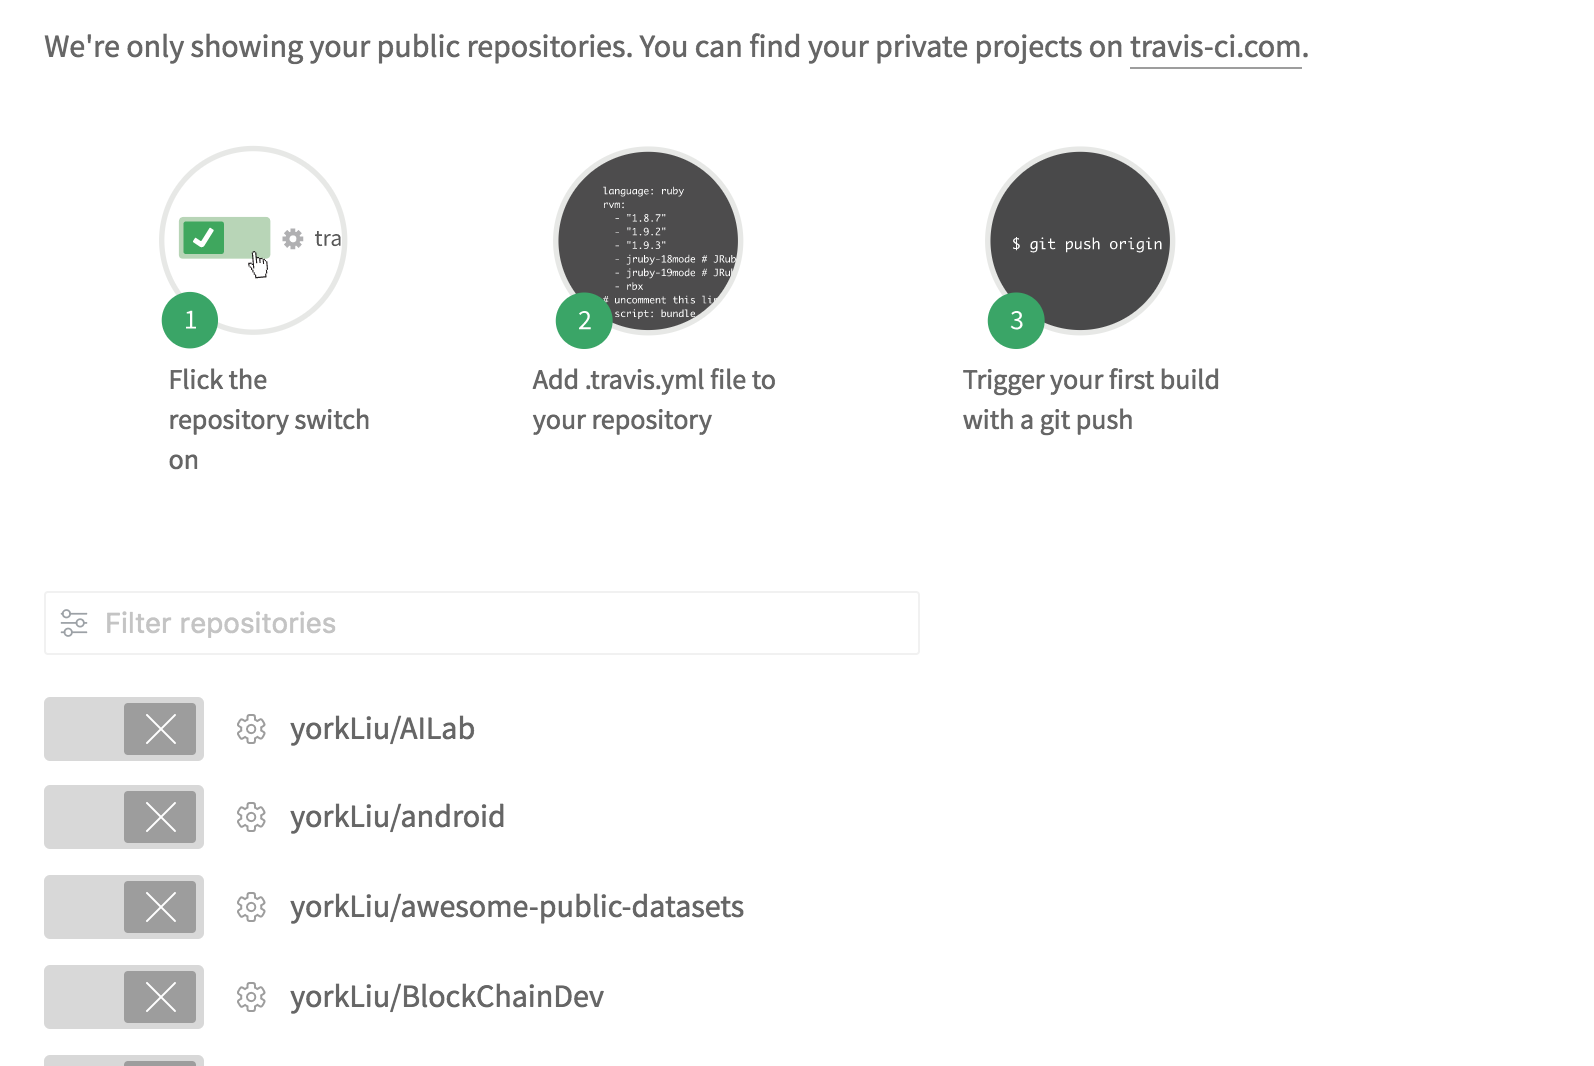 We're only showing your public repositories. You can find your private projects on travis-ci.com.
tra
1
Flick the
repository switch
on
language: ruby
rvm:
- "1.8.7"
- "1.9.2"
- "1.9.3"
- jruby-18mode # JRub
- jruby-19mode # JRu
- rbx
# uncomment this li
script: bundle
2
Add .travis.yml file to
your repository
$ git push origin
3
Trigger your first build
with a git push
Filter repositories
yorkLiu/AILab
yorkLiu/android
yorkLiu/awesome-public-datasets
yorkLiu/BlockChainDev